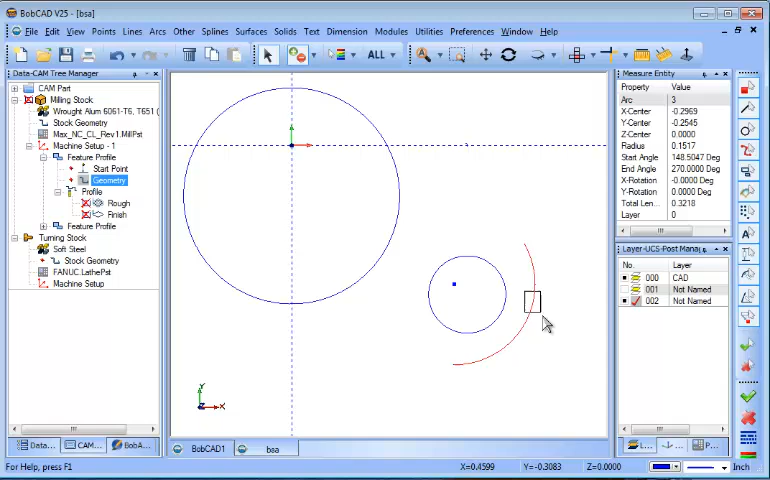 BobCAD V25 - [bsa]
File Edit View Points Lines Arcs Other Splines Surfaces Solids Text Dimension Modules Utilities Preferences Window Help
ALL
Data-CAM Tree Manager
CAM Part
Milling Stock
Wrought Alum 6061-T6, T651 (
Stock Geometry
Max_NC_CL_Rev1.MillPst
Machine Setup - 1
Feature Profile
Start Point
Geometry
Profile
Rough
Finish
Feature Profile
Turning Stock
Soft Steel
Stock Geometry
FANUC.LathePst
Machine Setup
Data... CAM... BobA...
Y
X
BobCAD1 bsa
Measure Entity
Property Value
Arc 3
X-Center -0.2969
Y-Center -0.2545
Z-Center 0.0000
Radius 0.1517
Start Angle 148.5047 Deg
End Angle 270.0000 Deg
X-Rotation -0.0000 Deg
Y-Rotation 0.0000 Deg
Total Len... 0.3218
Layer 0
Layer-UCS-Post Manag
No. Layer
000 CAD
001 Not Named
002 Not Named
L... ... P...
For Help, press F1
X=0.4599 Y=-0.3083 Z=0.0000
Inch